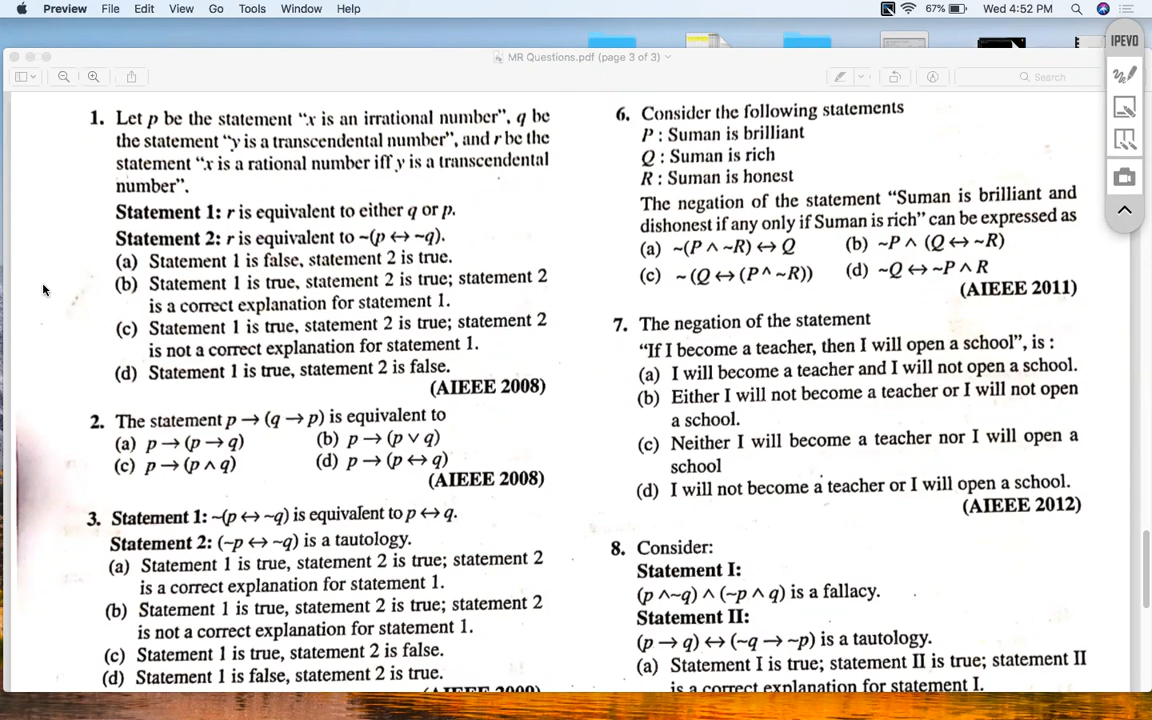 Preview File Edit View Go Tools Window Help 67% Wed 4:52 PM
IPEVO
MR Questions.pdf (page 3 of 3)
Search
1. Let p be the statement “x is an irrational number”, q be
the statement “y is a transcendental number”, and r be the
statement “x is a rational number iff y is a transcendental
number”.
Statement 1: r is equivalent to either q or p.
Statement 2: r is equivalent to ~(p ↔ ~q).
(a) Statement 1 is false, statement 2 is true.
(b) Statement 1 is true, statement 2 is true; statement 2
is a correct explanation for statement 1.
(c) Statement 1 is true, statement 2 is true; statement 2
is not a correct explanation for statement 1.
(d) Statement 1 is true, statement 2 is false.
(AIEEE 2008)
2. The statement p → (q → p) is equivalent to
(a) p → (p → q) (b) p → (p ∨ q)
(c) p → (p ∧ q) (d) p → (p ↔ q)
(AIEEE 2008)
3. Statement 1: ~(p ↔ ~q) is equivalent to p ↔ q.
Statement 2: (~p ↔ ~q) is a tautology.
(a) Statement 1 is true, statement 2 is true; statement 2
is a correct explanation for statement 1.
(b) Statement 1 is true, statement 2 is true; statement 2
is not a correct explanation for statement 1.
(c) Statement 1 is true, statement 2 is false.
(d) Statement 1 is false, statement 2 is true.
(AIEEE 2009)
6. Consider the following statements
P : Suman is brilliant
Q : Suman is rich
R : Suman is honest
The negation of the statement “Suman is brilliant and
dishonest if any only if Suman is rich” can be expressed as
(a) ~(P ∧ ~R) ↔ Q (b) ~P ∧ (Q ↔ ~R)
(c) ~ (Q ↔ (P ∧ ~R)) (d) ~Q ↔ ~P ∧ R
(AIEEE 2011)
7. The negation of the statement
“If I become a teacher, then I will open a school”, is :
(a) I will become a teacher and I will not open a school.
(b) Either I will not become a teacher or I will not open
a school.
(c) Neither I will become a teacher nor I will open a
school
(d) I will not become a teacher or I will open a school.
(AIEEE 2012)
8. Consider:
Statement I:
(p ∧ ~q) ∧ (~p ∧ q) is a fallacy.
Statement II:
(p → q) ↔ (~q → ~p) is a tautology.
(a) Statement I is true; statement II is true; statement II
is a correct explanation for statement I.